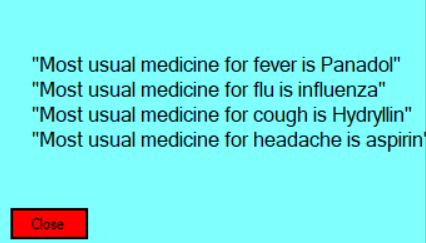 "Most usual medicine for fever is Panadol"
"Most usual medicine for flu is influenza"
"Most usual medicine for cough is Hydryllin"
"Most usual medicine for headache is aspirin"
Close